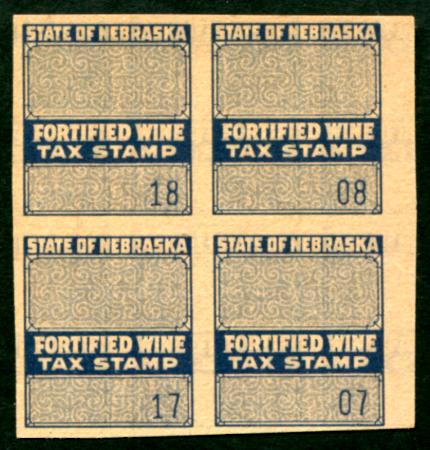 STATE OF NEBRASKA
FORTIFIED WINE
TAX STAMP
18
STATE OF NEBRASKA
FORTIFIED WINE
TAX STAMP
08
STATE OF NEBRASKA
FORTIFIED WINE
TAX STAMP
17
STATE OF NEBRASKA
FORTIFIED WINE
TAX STAMP
07